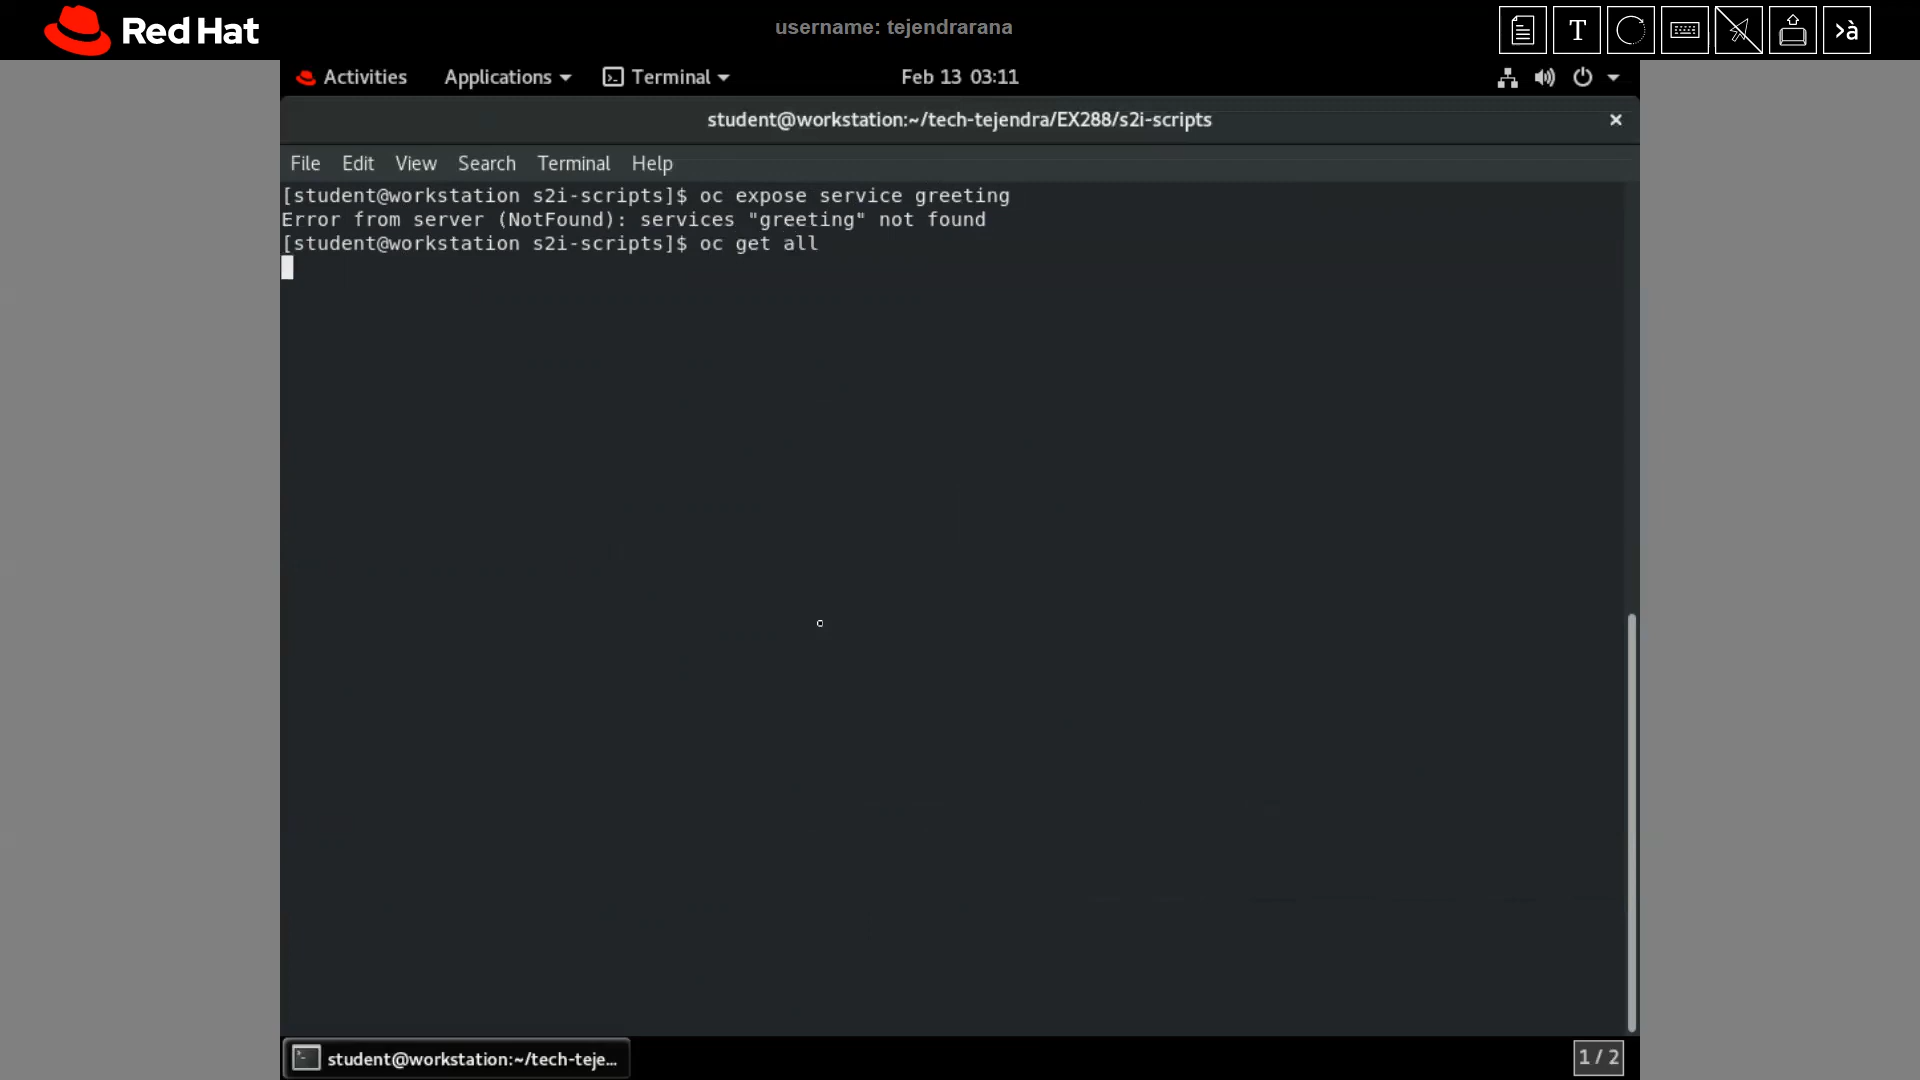 Red Hat
username: tejendrarana
T
>à
Activities Applications Terminal Feb 13 03:11
student@workstation:~/tech-tejendra/EX288/s2i-scripts ×
File Edit View Search Terminal Help
[student@workstation s2i-scripts]$ oc expose service greeting
Error from server (NotFound): services "greeting" not found
[student@workstation s2i-scripts]$ oc get all
student@workstation:~/tech-teje...
1 / 2